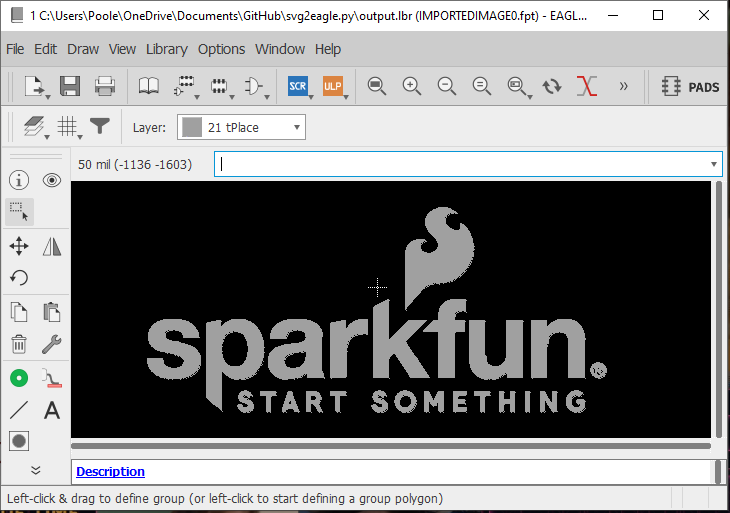 1 C:\Users\Poole\OneDrive\Documents\GitHub\svg2eagle.py\output.lbr (IMPORTEDIMAGE0.fpt) - EAGL...
File Edit Draw View Library Options Window Help
SCR ULP » PADS
Layer: 21 tPlace
50 mil (-1136 -1603)
sparkfun®
START SOMETHING
Description
Left-click & drag to define group (or left-click to start defining a group polygon)